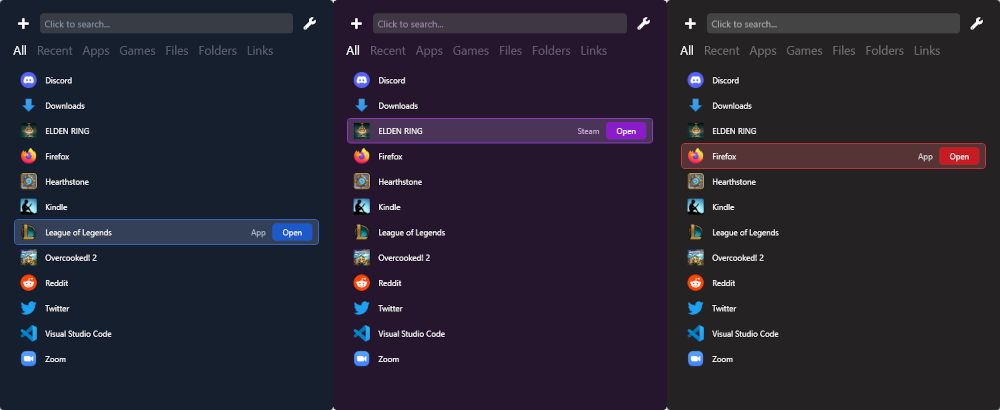 Click to search...
All Recent Apps Games Files Folders Links
Discord
Downloads
ELDEN RING
Firefox
Hearthstone
Kindle
League of Legends App Open
Overcooked! 2
Reddit
Twitter
Visual Studio Code
Zoom
Click to search...
All Recent Apps Games Files Folders Links
Discord
Downloads
ELDEN RING Steam Open
Firefox
Hearthstone
Kindle
League of Legends
Overcooked! 2
Reddit
Twitter
Visual Studio Code
Zoom
Click to search...
All Recent Apps Games Files Folders Links
Discord
Downloads
ELDEN RING
Firefox App Open
Hearthstone
Kindle
League of Legends
Overcooked! 2
Reddit
Twitter
Visual Studio Code
Zoom